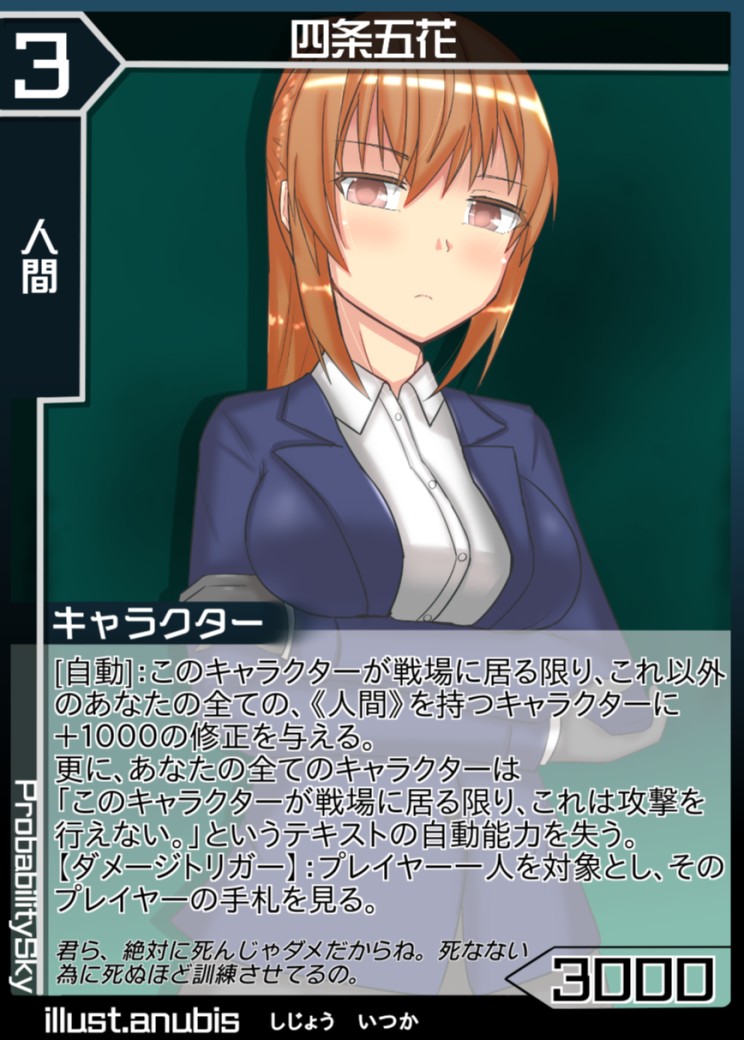 3
四条五花
人間
キャラクター
[自動]:このキャラクターが戦場に居る限り、これ以外
のあなたの全ての、《人間》を持つキャラクターに
+1000の修正を与える。
更に、あなたの全てのキャラクターは
「このキャラクターが戦場に居る限り、これは攻撃を
行えない。」というテキストの自動能力を失う。
【ダメージトリガー】:プレイヤー一人を対象とし、その
プレイヤーの手札を見る。
君ら、絶対に死んじゃダメだからね。死なない
為に死ぬほど訓練させてるの。
3000
ProbabilitySky
illust.anubis しじょう いつか